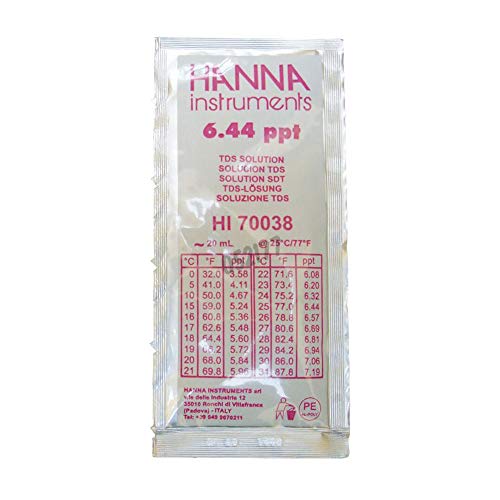 HANNA
instruments
6.44 ppt
TDS SOLUTION
SOLUCION TDS
SOLUTION SDT
TDS-LÖSUNG
SOLUZIONE TDS
HI 70038
~ 20 mL @ 25°C/77°F
°C °F ppt °C °F ppt
0 32.0 3.58 22 71.6 6.08
5 41.0 4.11 23 73.4 6.20
10 50.0 4.67 24 75.2 6.32
15 59.0 5.24 25 77.0 6.44
16 60.8 5.36 26 78.8 6.57
17 62.6 5.48 27 80.6 6.69
18 64.4 5.60 28 82.4 6.81
19 66.2 5.72 29 84.2 6.94
20 68.0 5.84 30 86.0 7.06
21 69.8 5.96 31 87.8 7.19
HANNA INSTRUMENTS srl
v.le delle Industrie 12
35010 Ronchi di Villafranca
(Padova) - ITALY
Tel: +39 049 9070211
PE